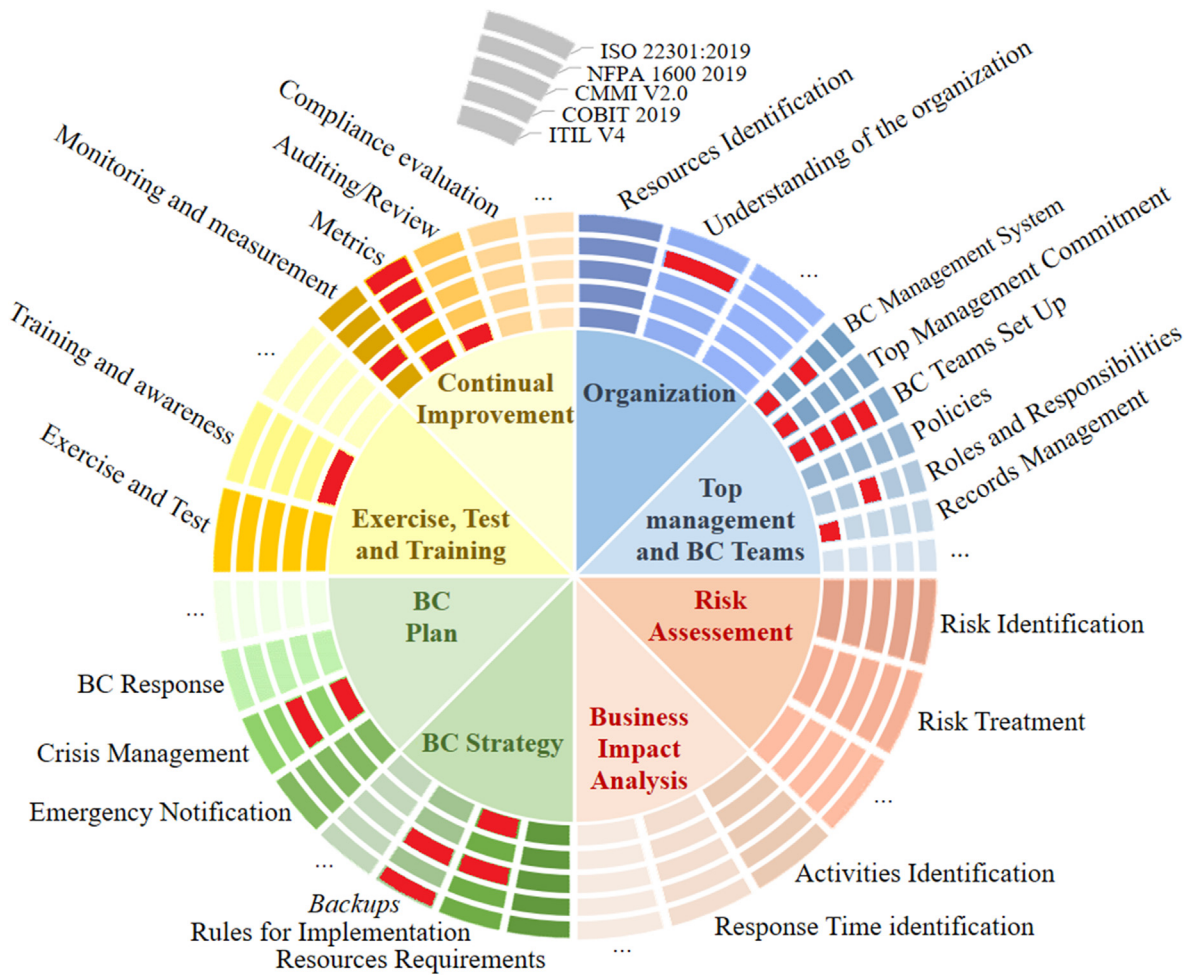 ISO 22301:2019
NFPA 1600 2019
CMMI V2.0
COBIT 2019
ITIL V4
Resources Identification
Understanding of the organization
...
BC Management System
Top Management Commitment
BC Teams Set Up
Policies
Roles and Responsibilities
Records Management
...
Risk Identification
Risk Treatment
...
Activities Identification
Response Time identification
...
Resources Requirements
Rules for Implementation
Backups
...
Emergency Notification
Crisis Management
BC Response
...
Exercise and Test
Training and awareness
...
Monitoring and measurement
Metrics
Auditing/Review
Compliance evaluation
...
Organization
Top
management
and BC Teams
Risk
Assessement
Business
Impact
Analysis
BC Strategy
BC
Plan
Exercise, Test
and Training
Continual
Improvement